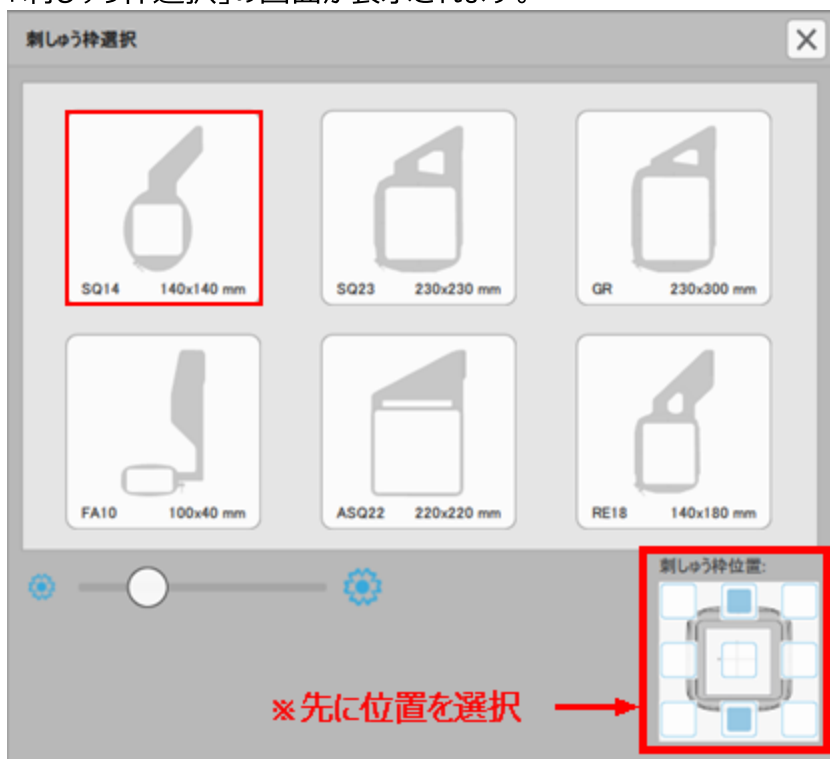 「刺しゅう枠選択」の画面が表示されます。
刺しゅう枠選択
SQ14 140x140 mm
SQ23 230x230 mm
GR 230x300 mm
FA10 100x40 mm
ASQ22 220x220 mm
RE18 140x180 mm
刺しゅう枠位置:
※先に位置を選択